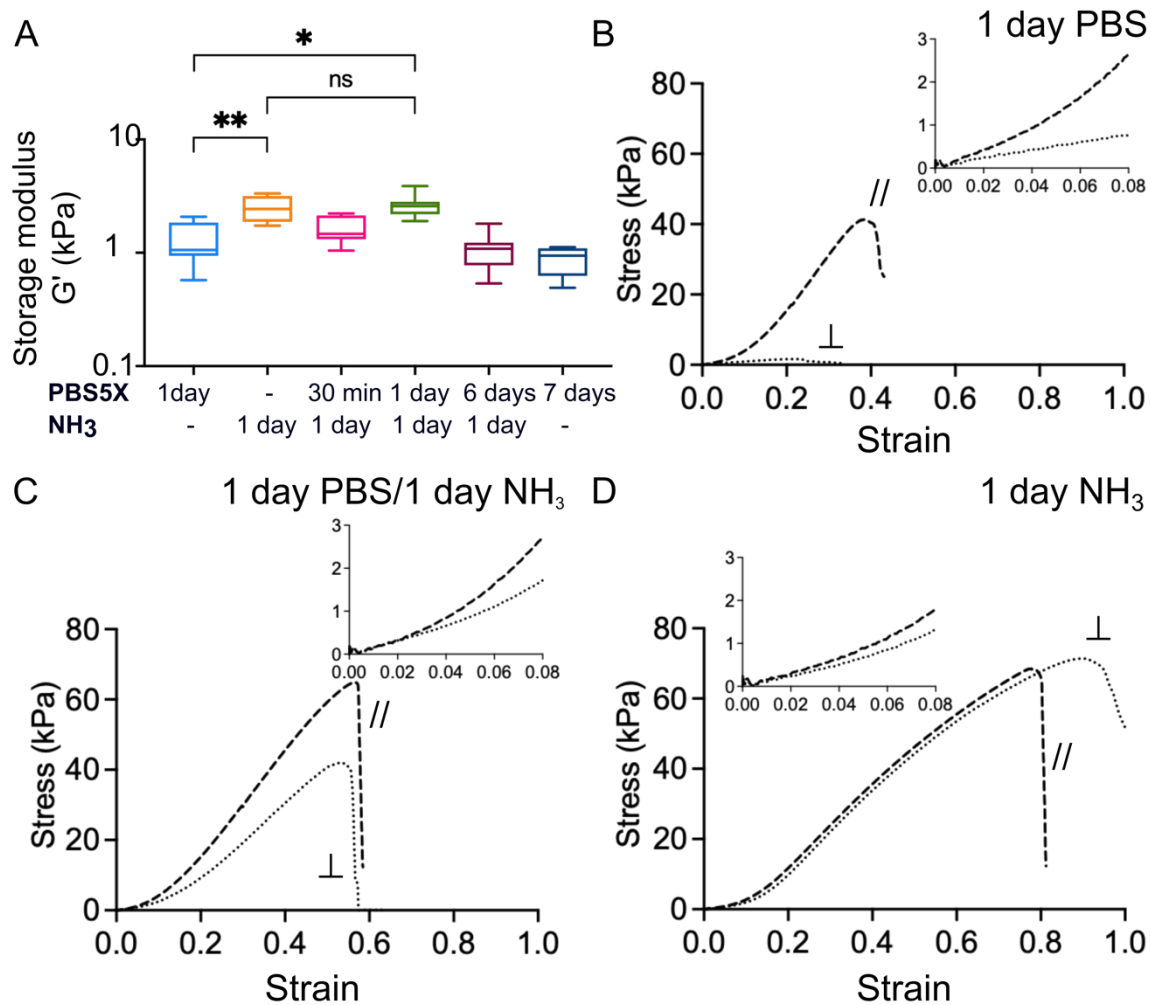 A
*
ns
**
Storage modulus
G' (kPa)
10
1
0.1
PBS5X 1day - 30 min 1 day 6 days 7 days
NH3 - 1 day 1 day 1 day 1 day -
B
1 day PBS
3
2
1
0
0.00 0.02 0.04 0.06 0.08
Stress (kPa)
80
60
40
20
0
//
⊥
0.0 0.2 0.4 0.6 0.8 1.0
Strain
C
1 day PBS/1 day NH3
3
2
1
0
0.00 0.02 0.04 0.06 0.08
Stress (kPa)
80
60
40
20
0
//
⊥
0.0 0.2 0.4 0.6 0.8 1.0
Strain
D
1 day NH3
3
2
1
0
0.00 0.02 0.04 0.06 0.08
Stress (kPa)
80
60
40
20
0
⊥
//
0.0 0.2 0.4 0.6 0.8 1.0
Strain